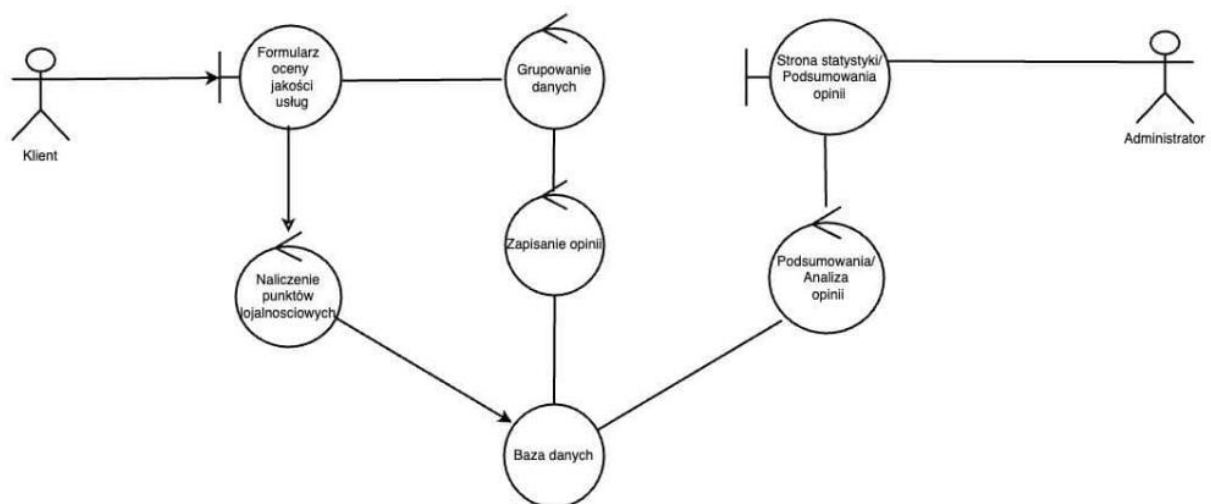 Klient
Formularz
oceny
jakości
usług
Grupowanie
danych
Strona statystyki/
Podsumowania
opinii
Administrator
Naliczenie
punktów
lojalnosciowych
Zapisanie opinii
Podsumowania/
Analiza
opinii
Baza danych